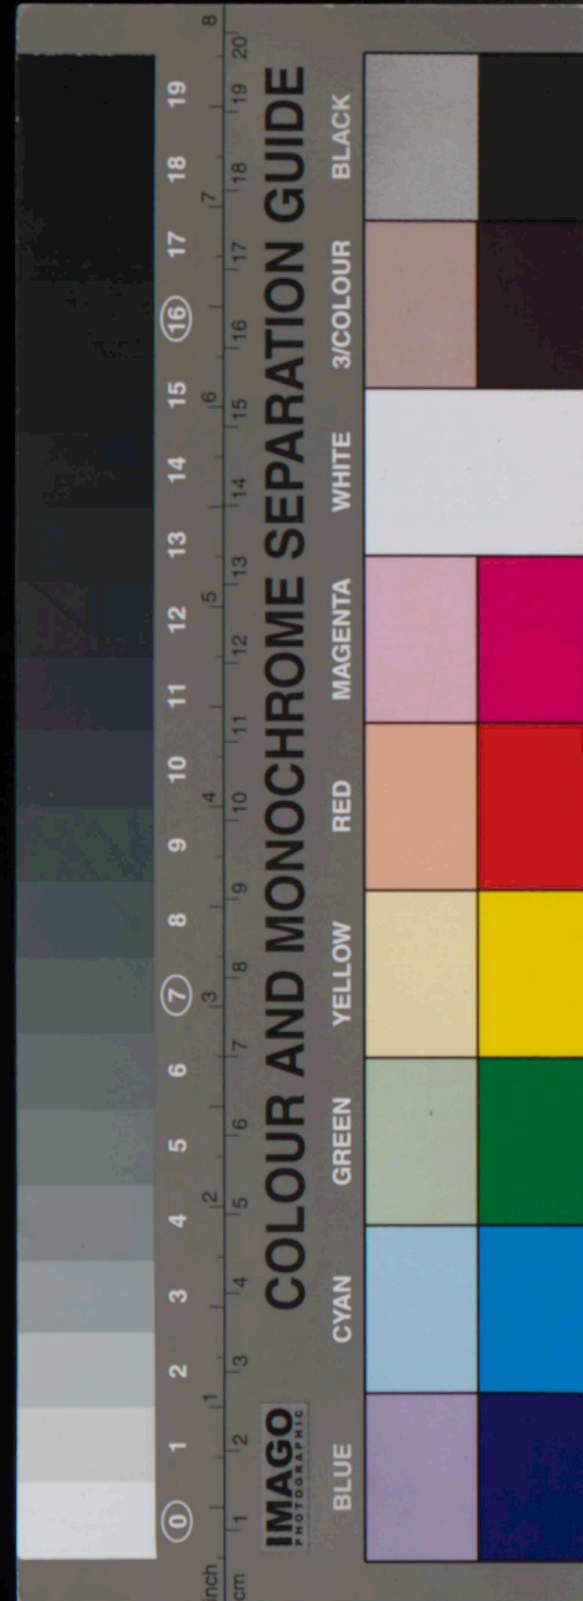 0 1 2 3 4 5 6 7 8 9 10 11 12 13 14 15 16 17 18 19
inch 1 2 3 4 5 6 7 8
cm 1 2 3 4 5 6 7 8 9 10 11 12 13 14 15 16 17 18 19 20
IMAGO
PHOTOGRAPHIC
COLOUR AND MONOCHROME SEPARATION GUIDE
BLUE CYAN GREEN YELLOW RED MAGENTA WHITE 3/COLOUR BLACK